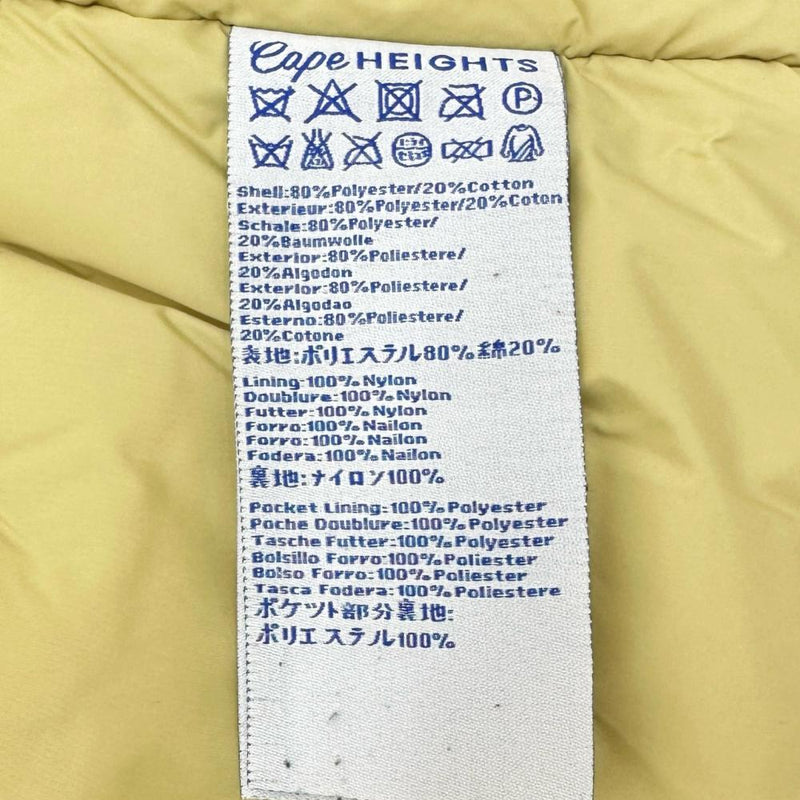 Cape HEIGHTS
P
Shell:80%Polyester/20%Cotton
Exterieur:80%Polyester/20%Coton
Schale:80%Polyester/
20%Baumwolle
Exterior:80%Poliestere/
20%Algodon
Exterior:80%Poliestere/
20%Algodao
Esterno:80%Poliestere/
20%Cotone
表地:ポリエステル80%綿20%
Lining:100%Nylon
Doublure:100%Nylon
Futter:100%Nylon
Forro:100%Nailon
Forro:100%Nailon
Fodera:100%Nailon
裏地:ナイロン100%
Pocket Lining:100%Polyester
Poche Doublure:100%Polyester
Tasche Futter:100%Polyester
Bolsillo Forro:100%Poliester
Bolso Forro:100%Poliester
Tasca Fodera:100%Poliestere
ポケット部分裏地:
ポリエステル100%